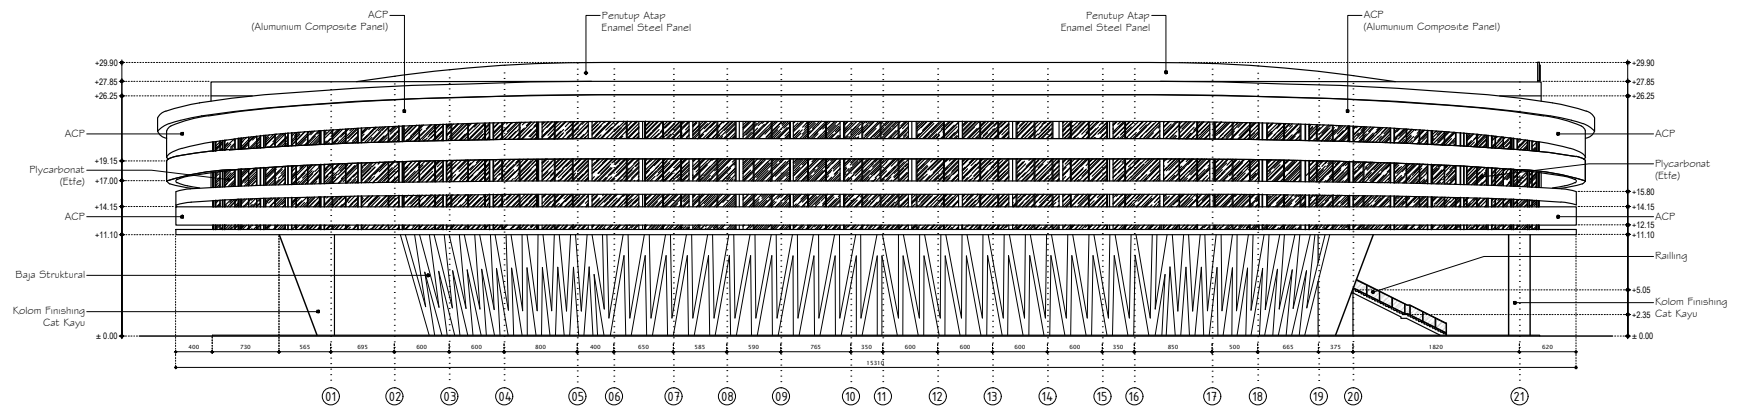 ACP
(Alumunium Composite Panel)
Penutup Atap
Enamel Steel Panel
Penutup Atap
Enamel Steel Panel
ACP
(Alumunium Composite Panel)
+29.90
+27.85
+26.25
ACP
+19.15
Plycarbonat
(Etfe)
+17.00
+14.15
ACP
+11.10
Baja Struktural
Kolom Finishing
Cat Kayu
± 0.00
+29.90
+27.85
+26.25
ACP
Plycarbonat
(Etfe)
+15.80
+14.15
ACP
+12.15
+11.10
Railling
+5.05
Kolom Finishing
Cat Kayu
+2.35
± 0.00
400 730 565 695 600 600 800 400 650 585 590 765 350 600 600 600 600 350 850 500 665 375 1820 620
15310
01 02 03 04 05 06 07 08 09 10 11 12 13 14 15 16 17 18 19 20 21